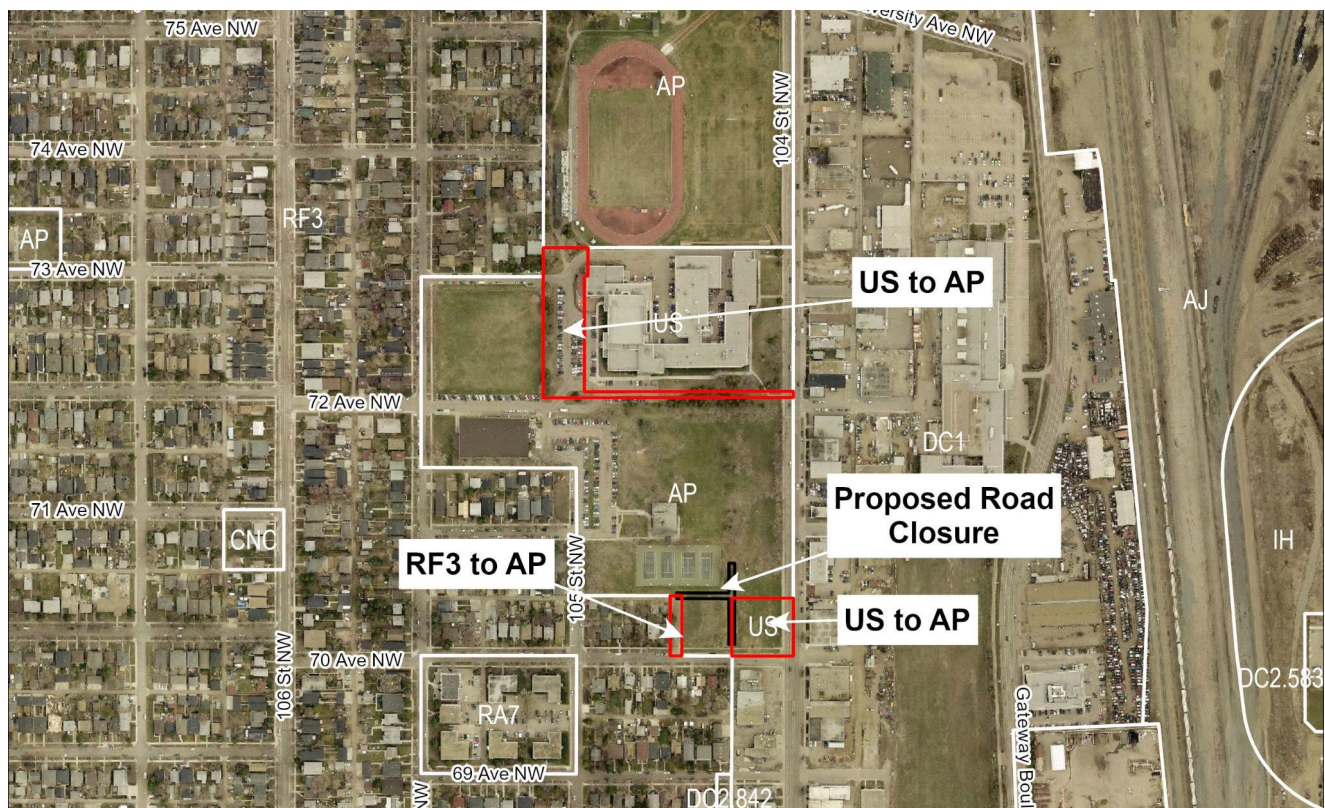 75 Ave NW
University Ave NW
AP
104 St NW
74 Ave NW
RF3
AP
73 Ave NW
US to AP
AJ
US
72 Ave NW
DC1
Proposed Road
Closure
AP
71 Ave NW
CNC
IH
RF3 to AP
105 St NW
US
US to AP
70 Ave NW
106 St NW
DC2.583
RA7
Gateway Boul
69 Ave NW
NW
DC2.842